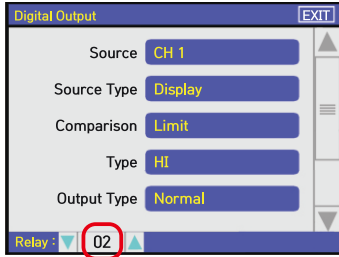 Digital Output EXIT
Source CH 1
Source Type Display
Comparison Limit
Type HI
Output Type Normal
Relay : 02